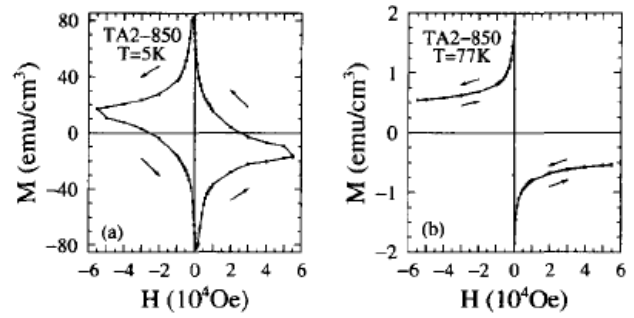 TA2-850
T=5K
M (emu/cm³)
80
40
0
−40
−80
(a)
−6 −4 −2 0 2 4 6
H (10⁴Oe)
TA2-850
T=77K
M (emu/cm³)
2
1
0
−1
−2
(b)
−6 −4 −2 0 2 4 6
H (10⁴Oe)